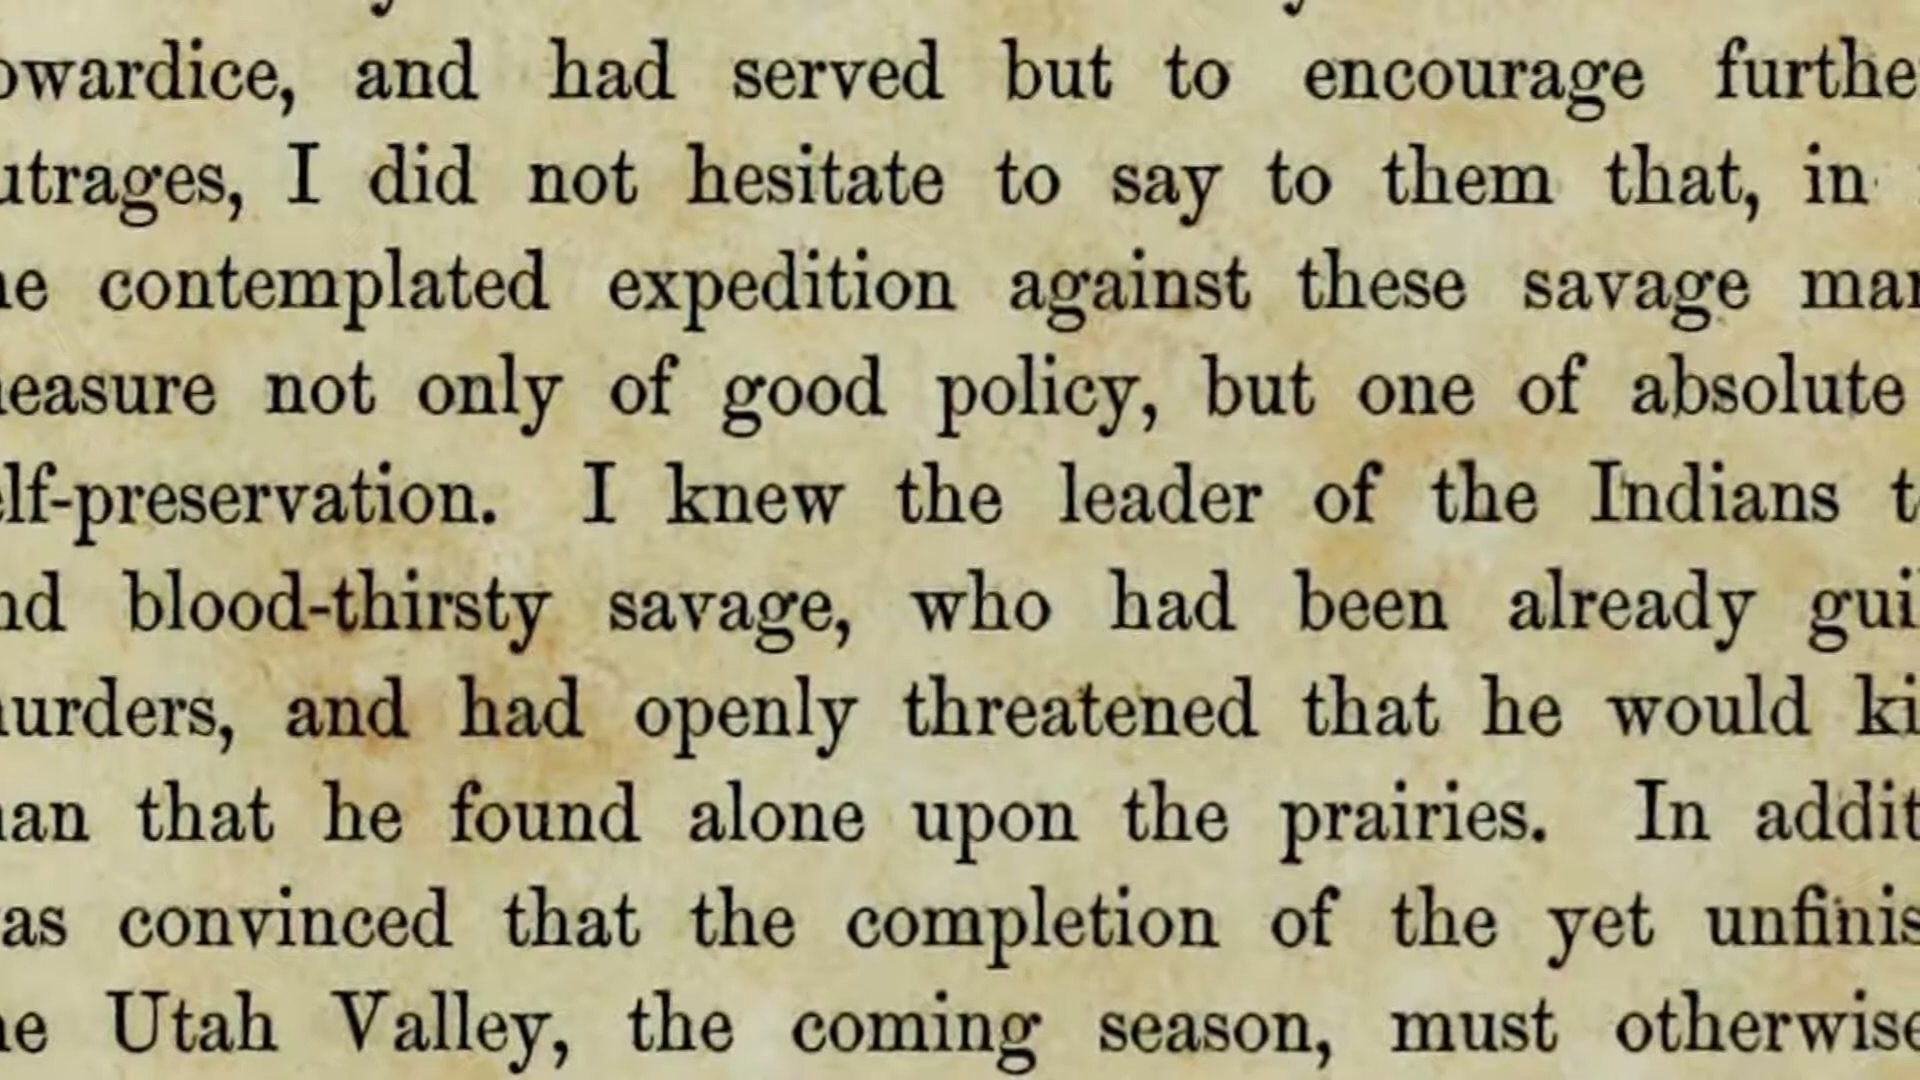 owardice, and had served but to encourage furthe
utrages, I did not hesitate to say to them that, in
he contemplated expedition against these savage mar
easure not only of good policy, but one of absolute
elf-preservation. I knew the leader of the Indians t
nd blood-thirsty savage, who had been already gui
urders, and had openly threatened that he would ki
an that he found alone upon the prairies. In addit
as convinced that the completion of the yet unfinis
he Utah Valley, the coming season, must otherwise